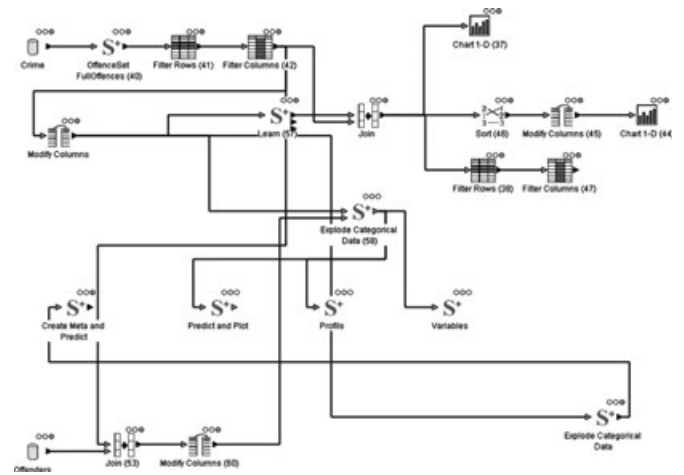 Crime
OffenceSet
FullOffences (40)
Filter Rows (41)
Filter Columns (42)
Chart 1-D (37)
Modify Columns
Learn (57)
Join
Sort (46)
Modify Columns (45)
Chart 1-D (44
Filter Rows (38)
Filter Columns (47)
Explode Categorical
Data (58)
Create Meta and
Predict
Predict and Plot
Profils
Variables
Explode Categorical
Data
Offenders
Join (53)
Modify Columns (60)